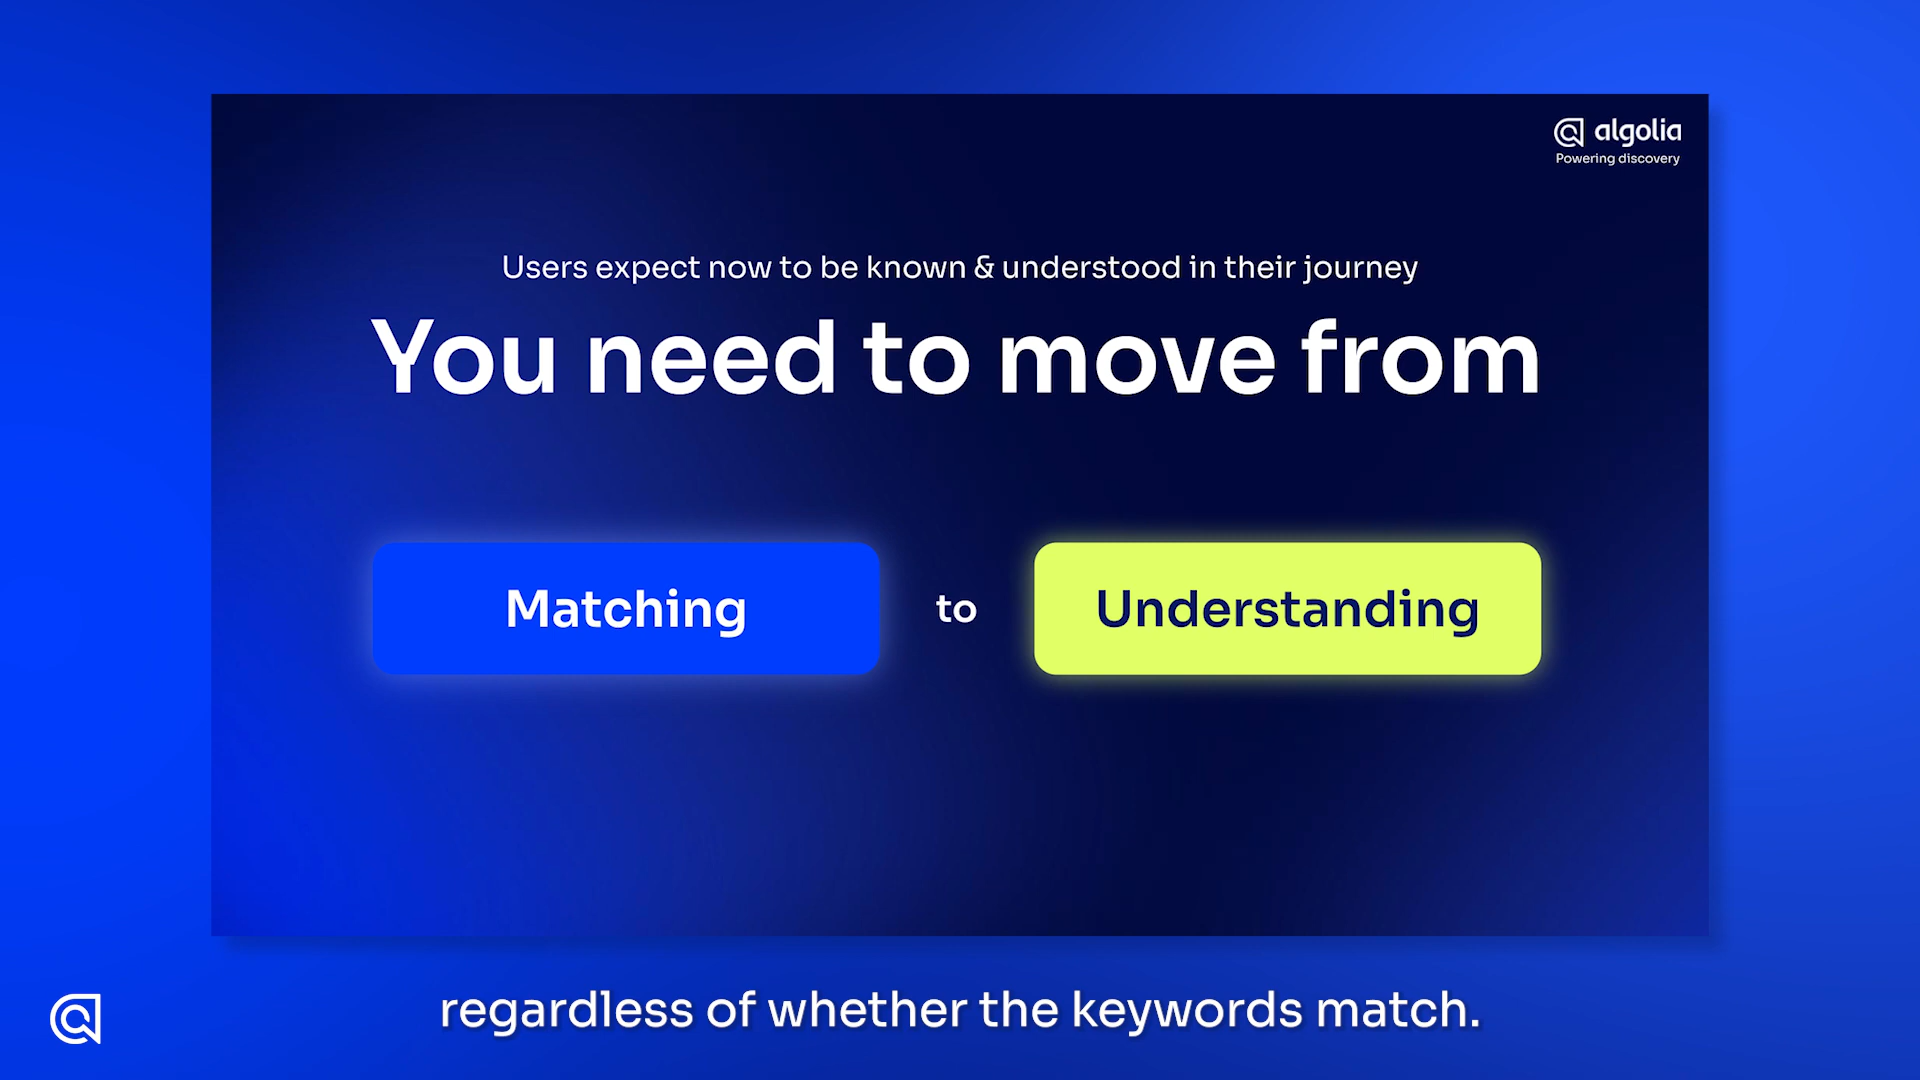 algolia
Powering discovery
Users expect now to be known & understood in their journey
You need to move from
Matching
to
Understanding
regardless of whether the keywords match.